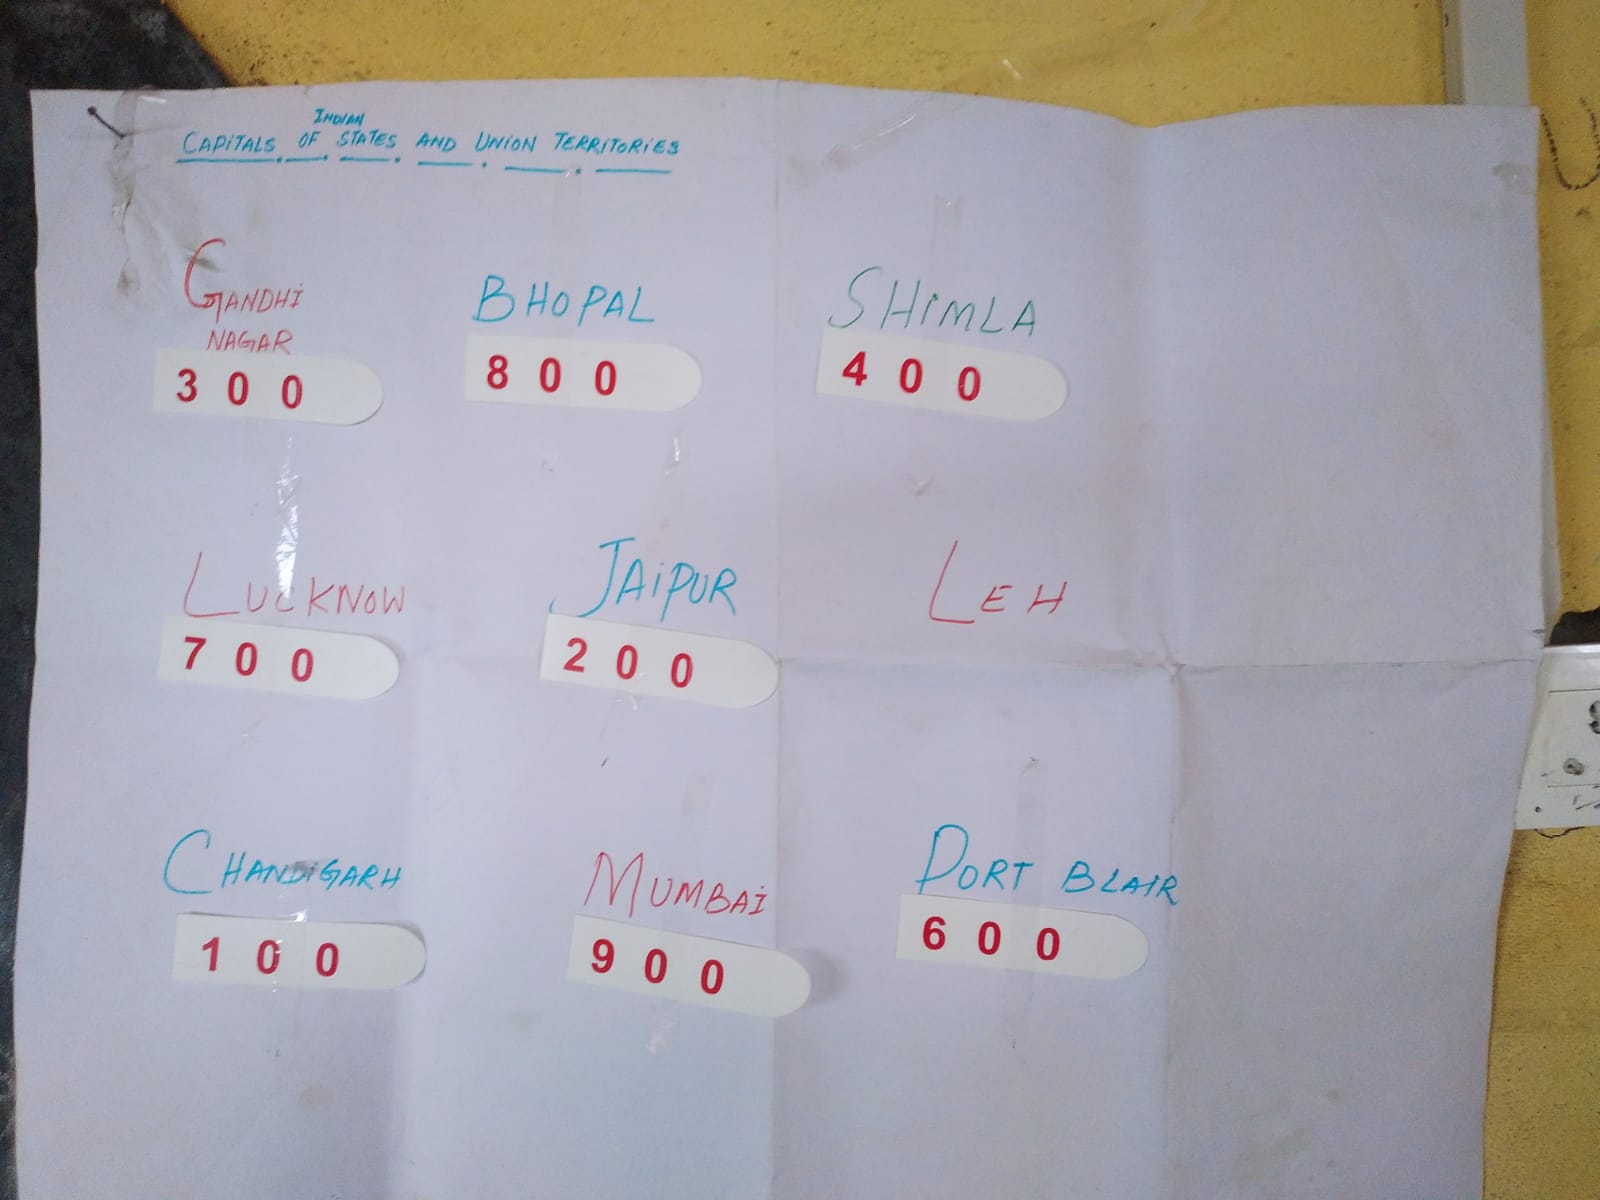 INDIAN
CAPITALS OF STATES AND UNION TERRITORIES
GANDHI
NAGAR
300
BHOPAL
800
SHIMLA
400
LUCKNOW
700
JAIPUR
200
LEH
CHANDIGARH
100
MUMBAI
900
PORT BLAIR
600